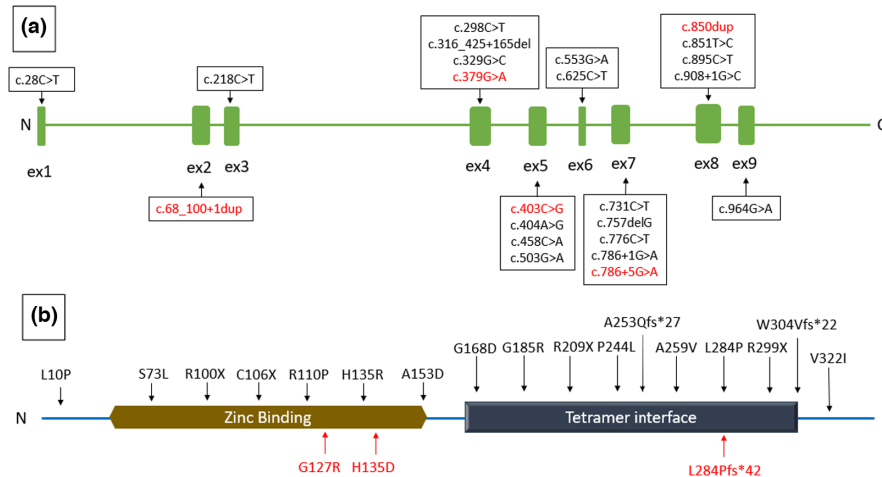 (a)
c.28C>T
c.218C>T
c.298C>T
c.316_425+165del
c.329G>C
c.379G>A
c.553G>A
c.625C>T
c.850dup
c.851T>C
c.895C>T
c.908+1G>C
N
C
ex1
ex2
ex3
ex4
ex5
ex6
ex7
ex8
ex9
c.68_100+1dup
c.403C>G
c.404A>G
c.458C>A
c.503G>A
c.731C>T
c.757delG
c.776C>T
c.786+1G>A
c.786+5G>A
c.964G>A
(b)
L10P
S73L
R100X
C106X
R110P
H135R
A153D
G168D
G185R
R209X
P244L
A253Qfs*27
A259V
L284P
R299X
W304Vfs*22
V322I
N
Zinc Binding
Tetramer interface
G127R
H135D
L284Pfs*42